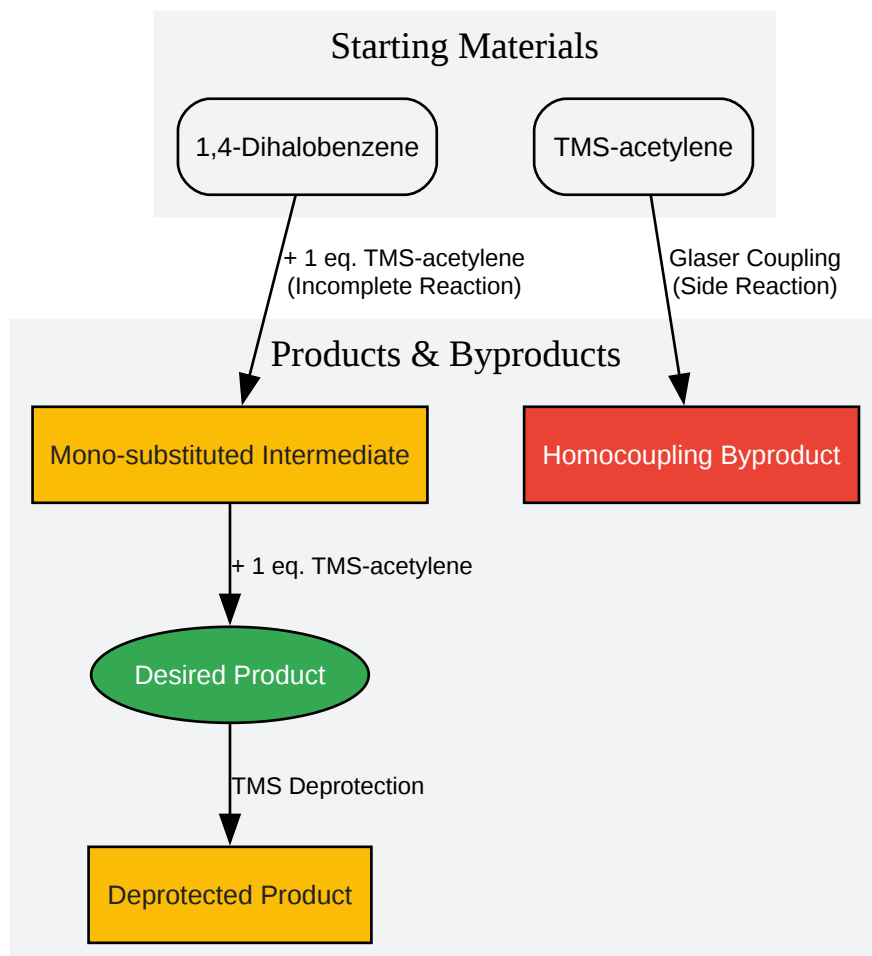 Starting Materials
1,4-Dihalobenzene
TMS-acetylene
+ 1 eq. TMS-acetylene
(Incomplete Reaction)
Glaser Coupling
(Side Reaction)
Products & Byproducts
Mono-substituted Intermediate
Homocoupling Byproduct
+ 1 eq. TMS-acetylene
Desired Product
TMS Deprotection
Deprotected Product